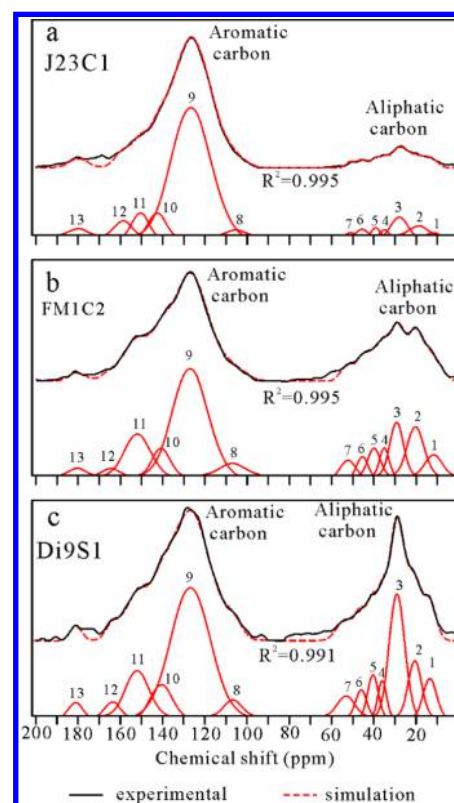 a
J23C1
Aromatic
carbon
Aliphatic
carbon
9
R²=0.995
13
12
11
10
8
7
6
5
4
3
2
1
b
FM1C2
Aromatic
carbon
Aliphatic
carbon
9
R²=0.995
13
12
11
10
8
7
6
5
4
3
2
1
c
Di9S1
Aromatic
carbon
Aliphatic
carbon
9
R²=0.991
13
12
11
10
8
7
6
5
4
3
2
1
200 180 160 140 120 100 80 60 40 20
Chemical shift (ppm)
experimental
simulation